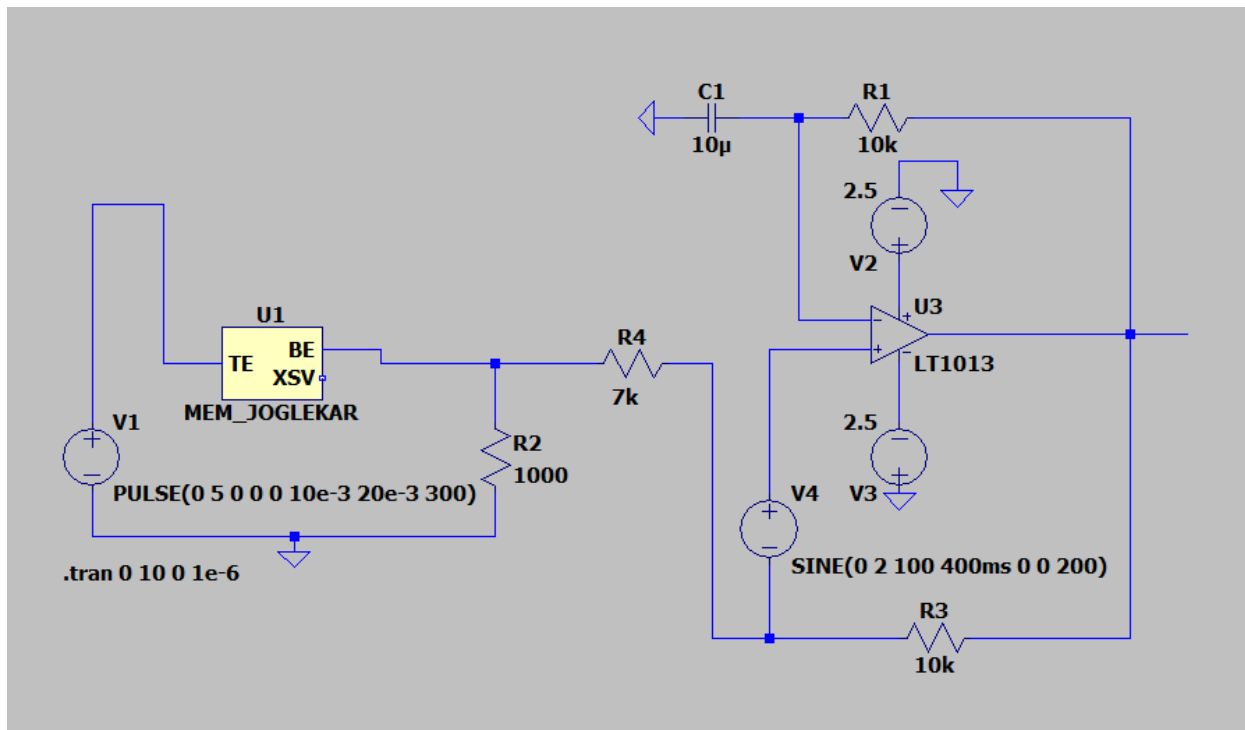 C1
10µ
R1
10k
2.5
V2
U3
LT1013
U1
TE
BE
XSV
MEM_JOGLEKAR
R4
7k
V1
PULSE(0 5 0 0 0 10e-3 20e-3 300)
R2
1000
2.5
V3
V4
SINE(0 2 100 400ms 0 0 200)
.tran 0 10 0 1e-6
R3
10k